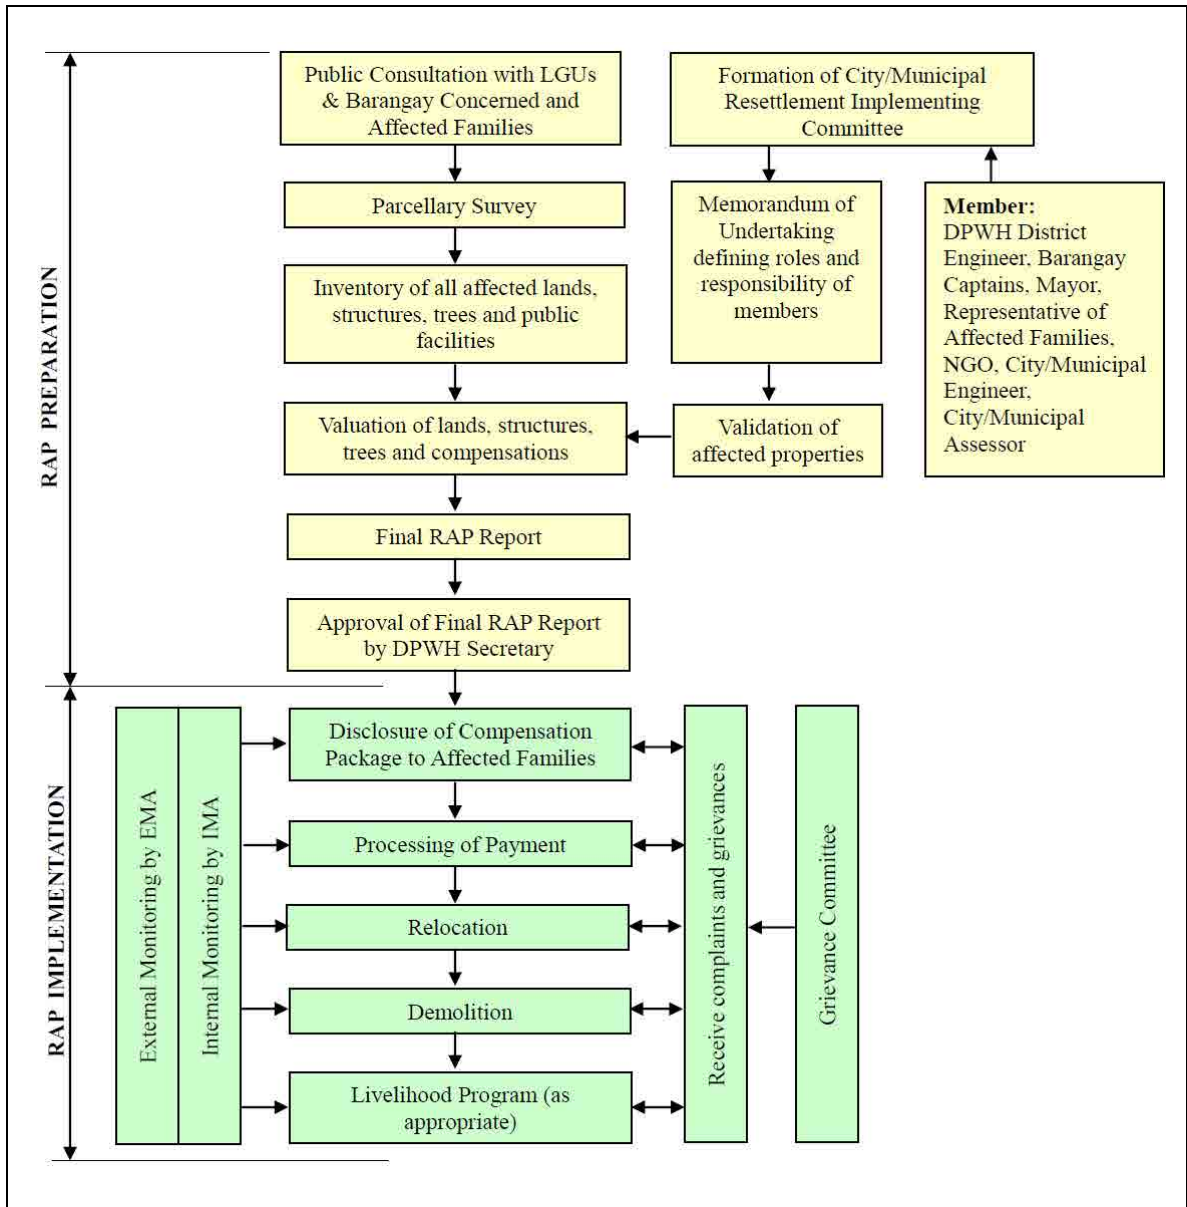 Public Consultation with LGUs
& Barangay Concerned and
Affected Families
Formation of City/Municipal
Resettlement Implementing
Committee
Parcellary Survey
Memorandum of
Undertaking
defining roles and
responsibility of
members
Member:
DPWH District
Engineer, Barangay
Captains, Mayor,
Representative of
Affected Families,
NGO, City/Municipal
Engineer,
City/Municipal
Assessor
RAP PREPARATION
Inventory of all affected lands,
structures, trees and public
facilities
Valuation of lands, structures,
trees and compensations
Validation of
affected properties
Final RAP Report
Approval of Final RAP Report
by DPWH Secretary
RAP IMPLEMENTATION
External Monitoring by EMA
Internal Monitoring by IMA
Disclosure of Compensation
Package to Affected Families
Processing of Payment
Relocation
Demolition
Livelihood Program (as
appropriate)
Receive complaints and grievances
Grievance Committee